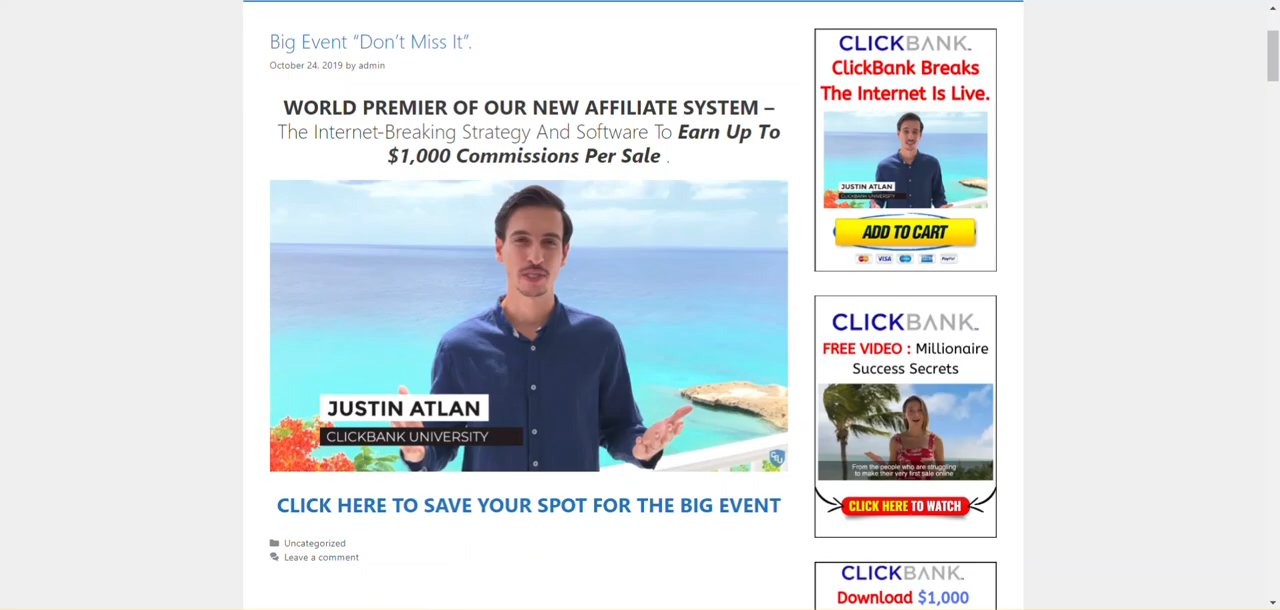 Big Event “Don’t Miss It”.
October 24, 2019 by admin
WORLD PREMIER OF OUR NEW AFFILIATE SYSTEM –
The Internet-Breaking Strategy And Software To Earn Up To
$1,000 Commissions Per Sale .
JUSTIN ATLAN
CLICKBANK UNIVERSITY
CLICK HERE TO SAVE YOUR SPOT FOR THE BIG EVENT
Uncategorized
Leave a comment
CLICKBANK
ClickBank Breaks
The Internet Is Live.
JUSTIN ATLAN
CLICKBANK UNIVERSITY
ADD TO CART
VISA
PayPal
CLICKBANK
FREE VIDEO : Millionaire
Success Secrets
From the people who are struggling
to make their very first sale online
CLICK HERE TO WATCH
CLICKBANK
Download $1,000